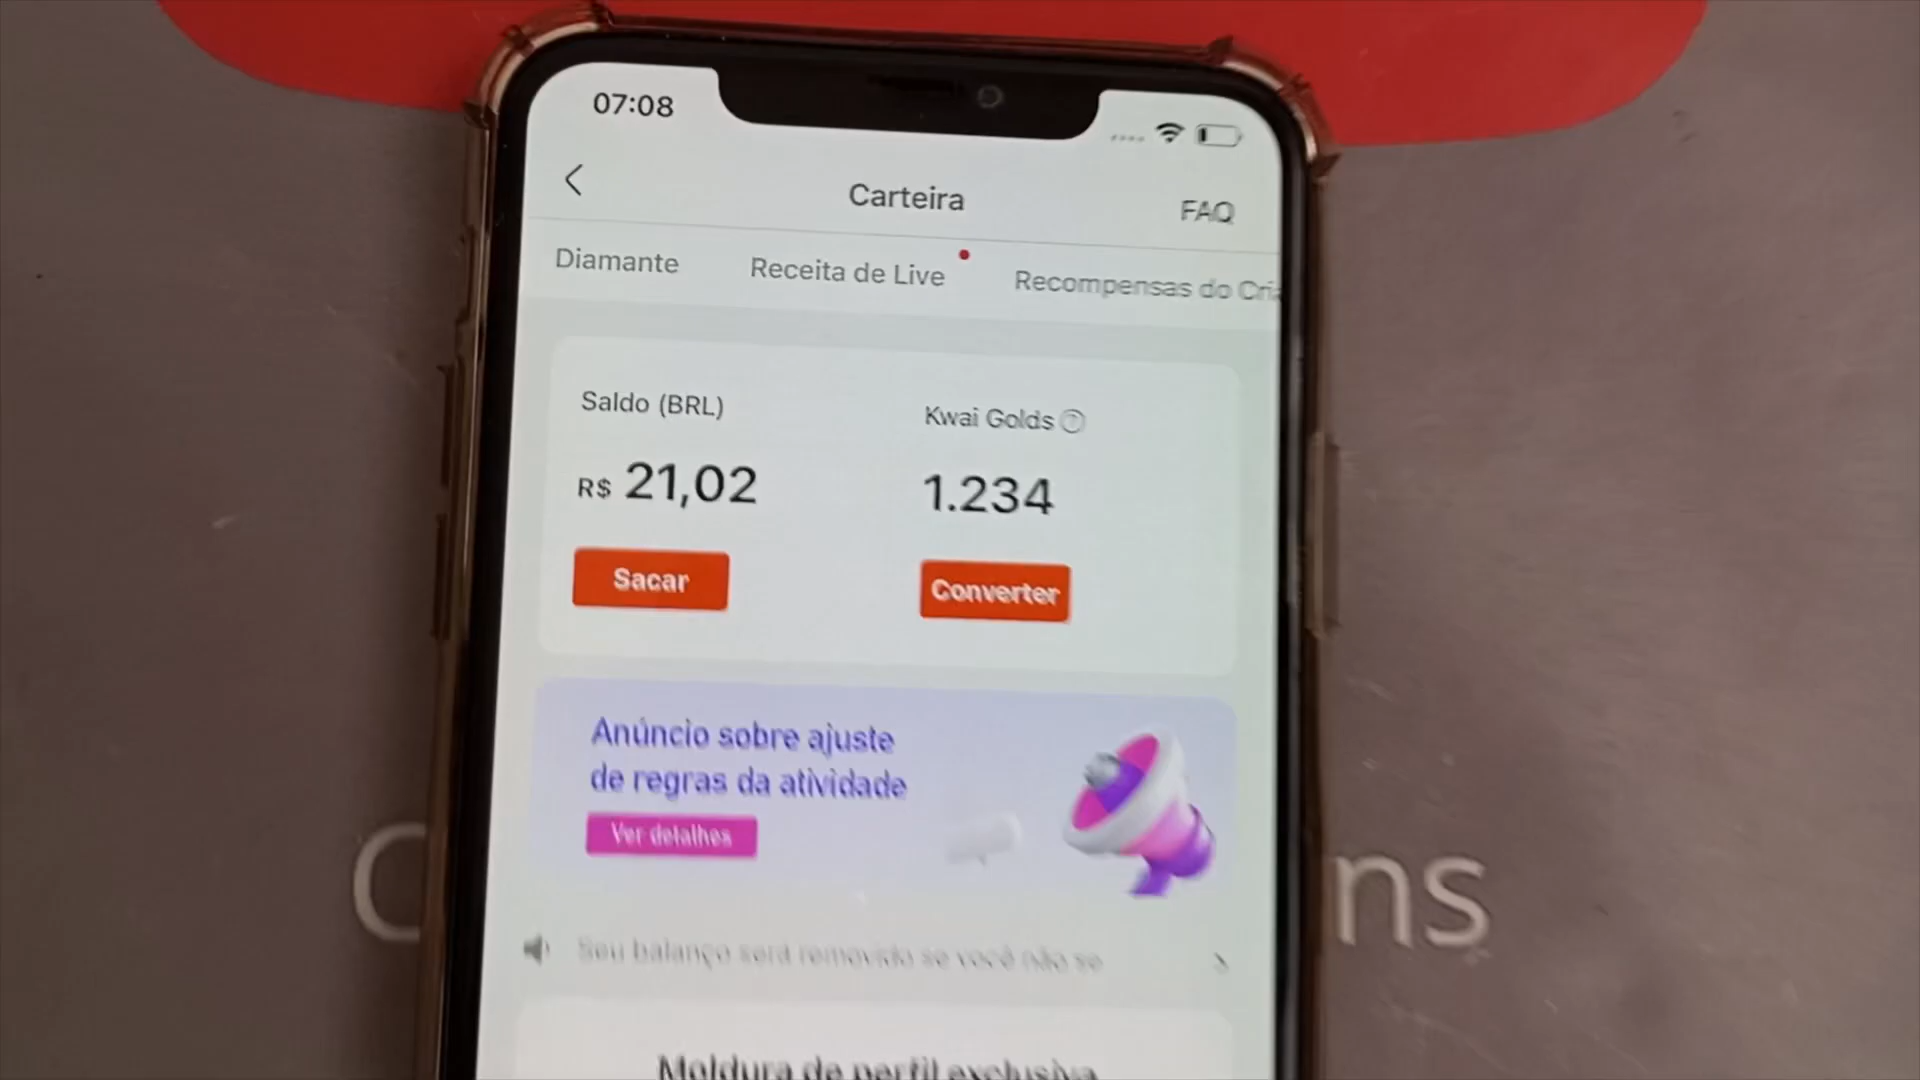 07:08
Carteira
FAQ
Diamante
Receita de Live
Recompensas do Cria
Saldo (BRL)
Kwai Golds ?
R$ 21,02
1.234
Sacar
Converter
Anúncio sobre ajuste
de regras da atividade
Ver detalhes
Seu balanço será removido se você não se
Moldura de perfil exclusiva
C
ns